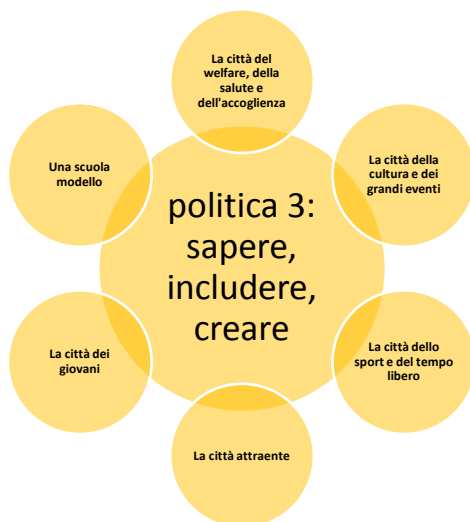 La città del
welfare, della
salute e
dell'accoglienza
Una scuola
modello
La città della
cultura e dei
grandi eventi
politica 3:
sapere,
includere,
creare
La città dei
giovani
La città dello
sport e del tempo
libero
La città attraente